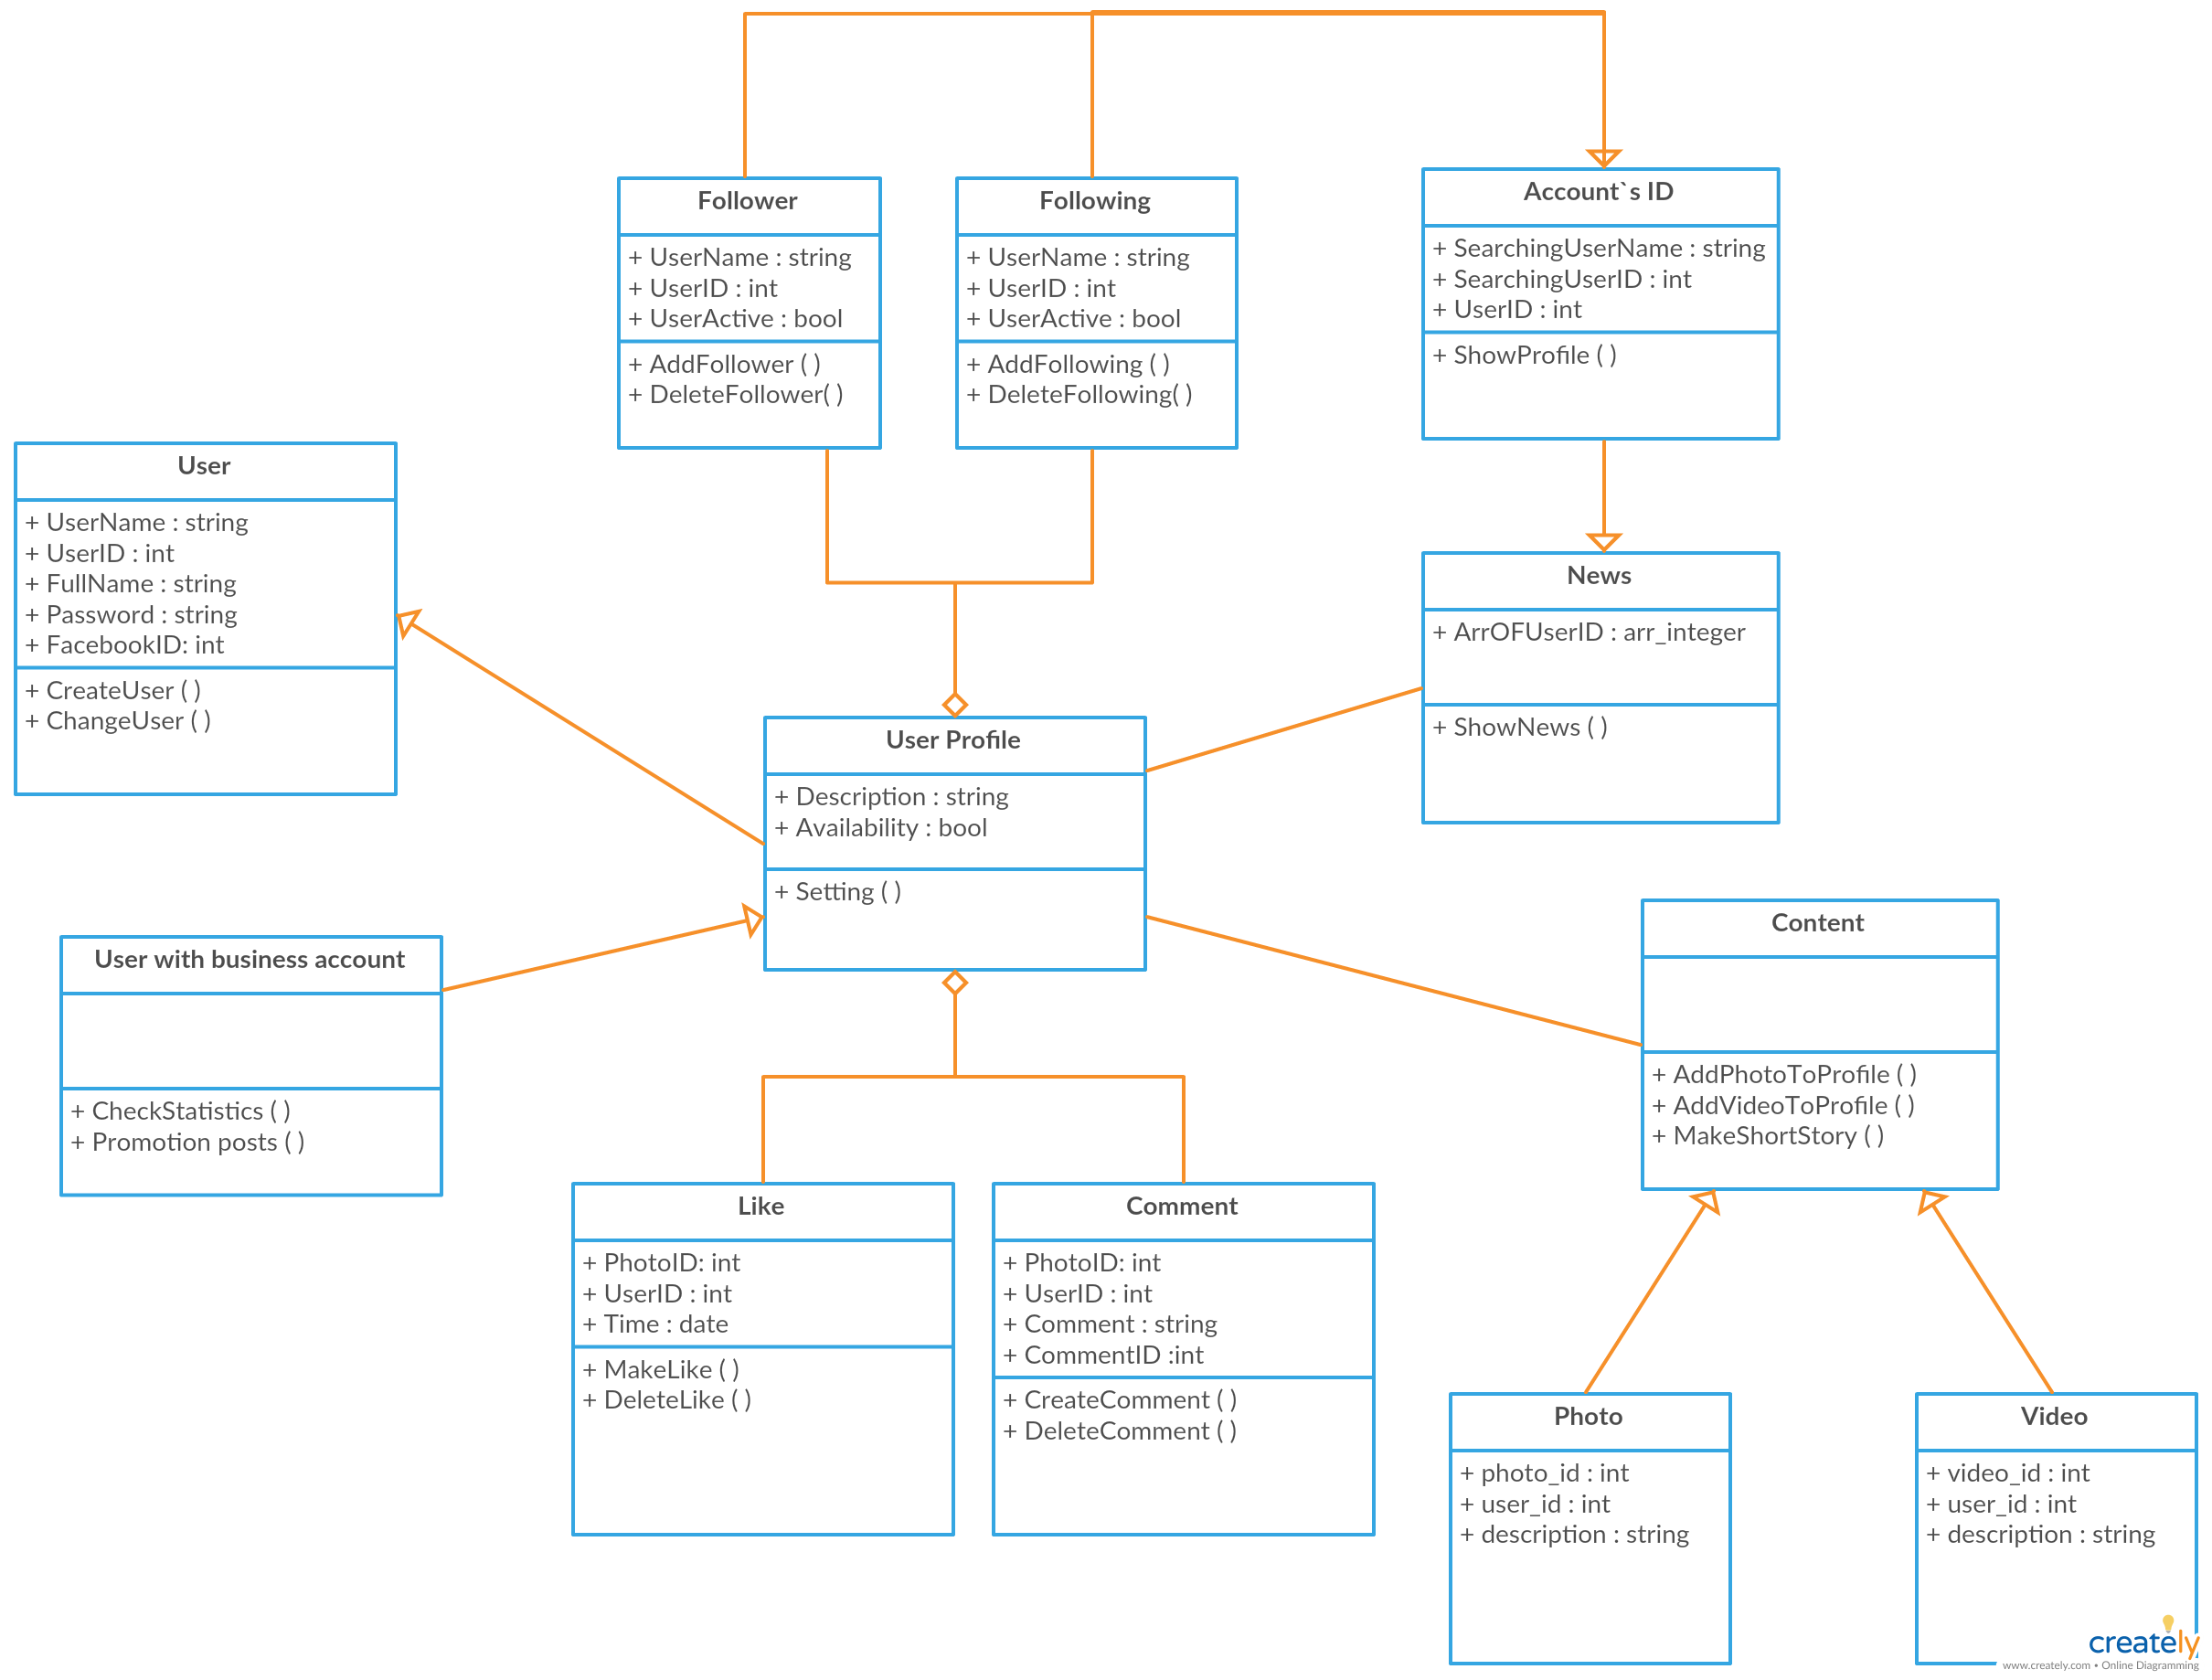 Follower
+ UserName : string
+ UserID : int
+ UserActive : bool
+ AddFollower ( )
+ DeleteFollower( )
Following
+ UserName : string
+ UserID : int
+ UserActive : bool
+ AddFollowing ( )
+ DeleteFollowing( )
Account`s ID
+ SearchingUserName : string
+ SearchingUserID : int
+ UserID : int
+ ShowProfile ( )
User
+ UserName : string
+ UserID : int
+ FullName : string
+ Password : string
+ FacebookID: int
+ CreateUser ( )
+ ChangeUser ( )
News
+ ArrOFUserID : arr_integer
+ ShowNews ( )
User Profile
+ Description : string
+ Availability : bool
+ Setting ( )
User with business account
+ CheckStatistics ( )
+ Promotion posts ( )
Content
+ AddPhotoToProfile ( )
+ AddVideoToProfile ( )
+ MakeShortStory ( )
Like
+ PhotoID: int
+ UserID : int
+ Time : date
+ MakeLike ( )
+ DeleteLike ( )
Comment
+ PhotoID: int
+ UserID : int
+ Comment : string
+ CommentID :int
+ CreateComment ( )
+ DeleteComment ( )
Photo
+ photo_id : int
+ user_id : int
+ description : string
Video
+ video_id : int
+ user_id : int
+ description : string
creately
www.creately.com • Online Diagramming